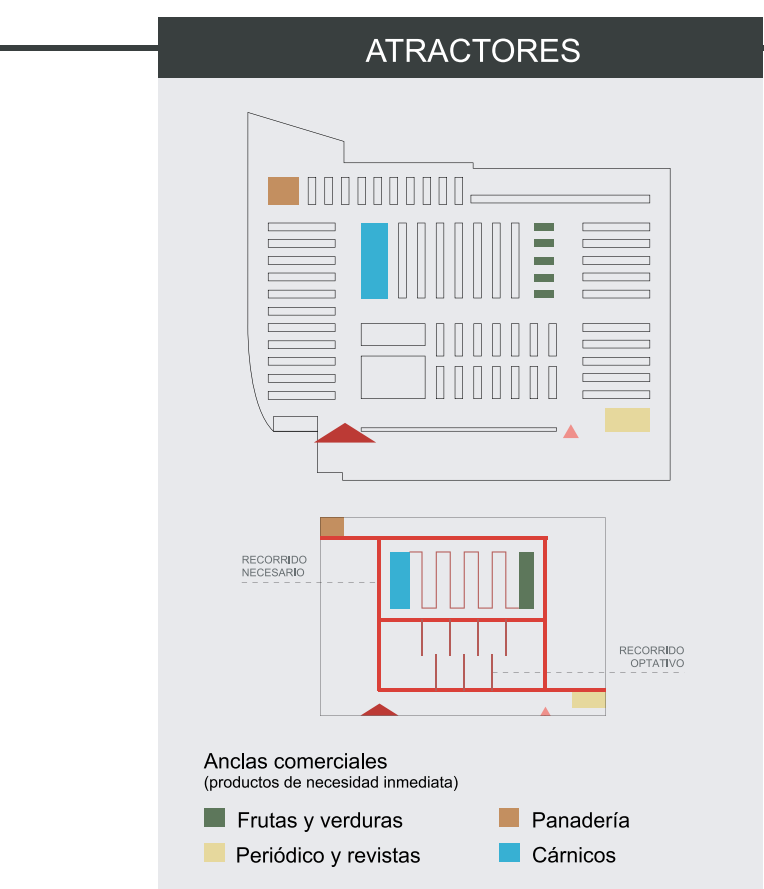 ATRACTORES
RECORRIDO
NECESARIO
RECORRIDO
OPTATIVO
Anclas comerciales
(productos de necesidad inmediata)
Frutas y verduras
Panadería
Periódico y revistas
Cárnicos